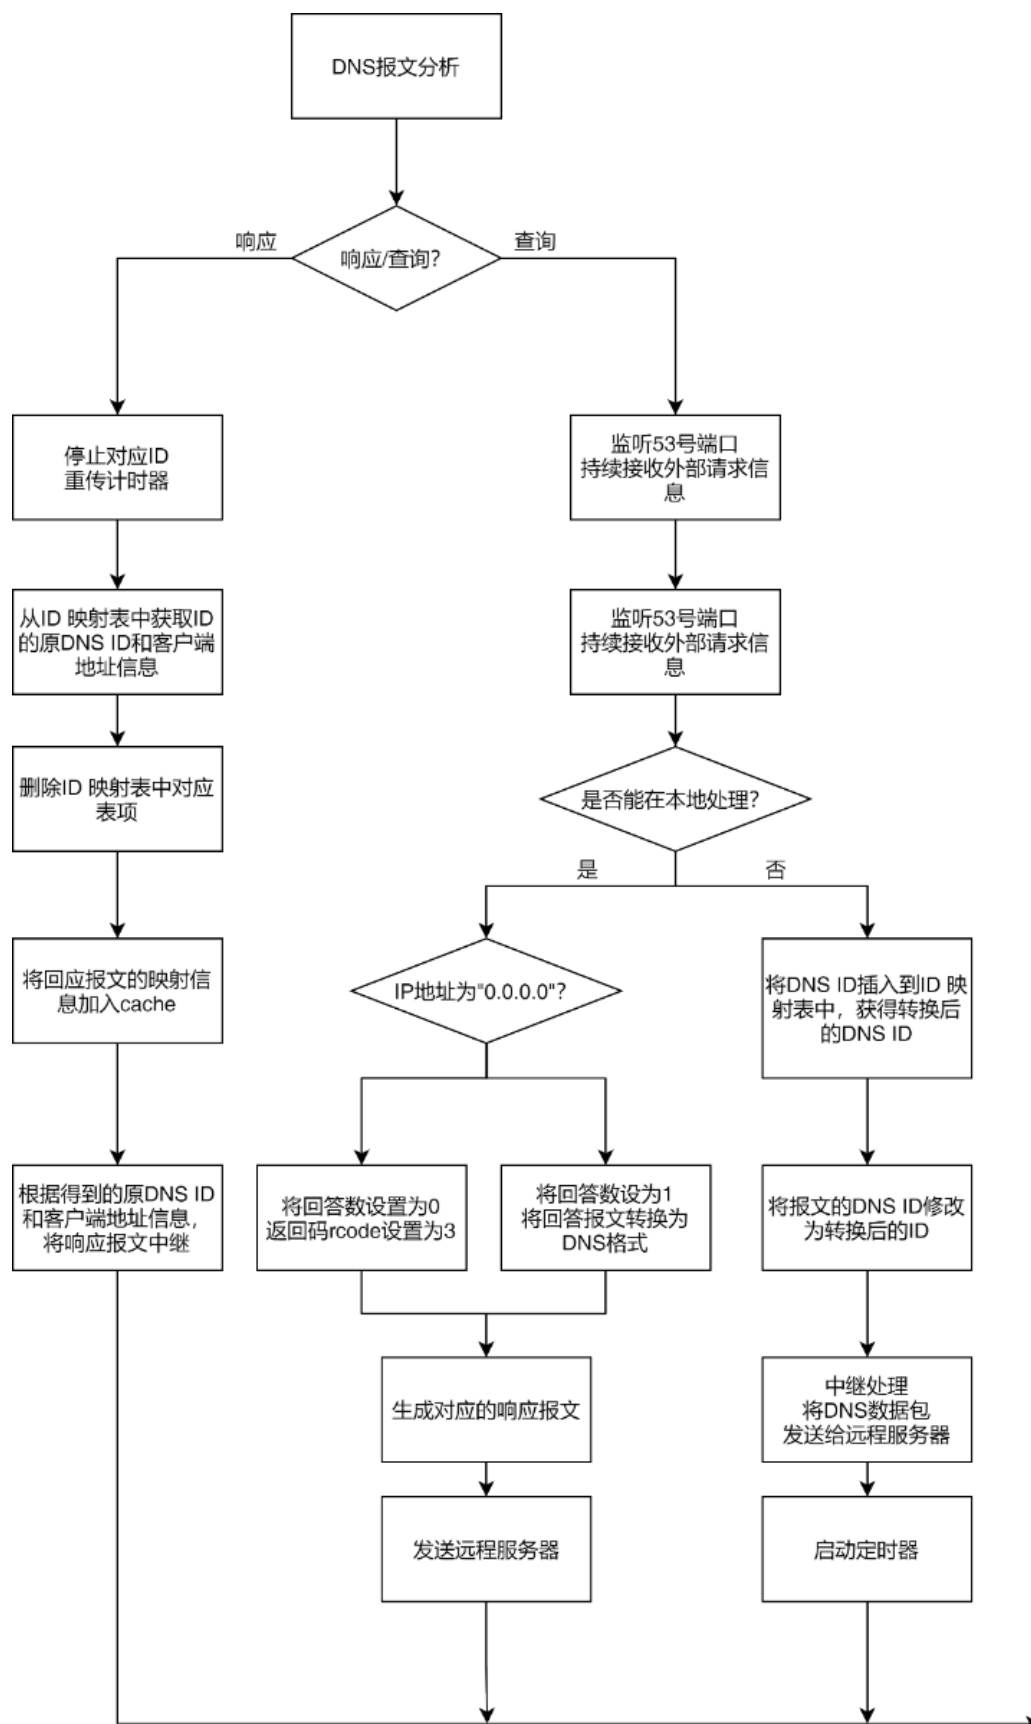 DNS报文分析
响应
响应/查询?
查询
停止对应ID
重传计时器
监听53号端口
持续接收外部请求信
息
从ID 映射表中获取ID
的原DNS ID和客户端
地址信息
监听53号端口
持续接收外部请求信
息
删除ID 映射表中对应
表项
是否能在本地处理?
是
否
将回应报文的映射信
息加入cache
IP地址为"0.0.0.0"?
将DNS ID插入到ID 映
射表中，获得转换后
的DNS ID
根据得到的原DNS ID
和客户端地址信息，
将响应报文中继
将回答数设置为0
返回码rcode设置为3
将回答数设为1
将回答报文转换为
DNS格式
将报文的DNS ID修改
为转换后的ID
生成对应的响应报文
中继处理
将DNS数据包
发送给远程服务器
发送远程服务器
启动定时器